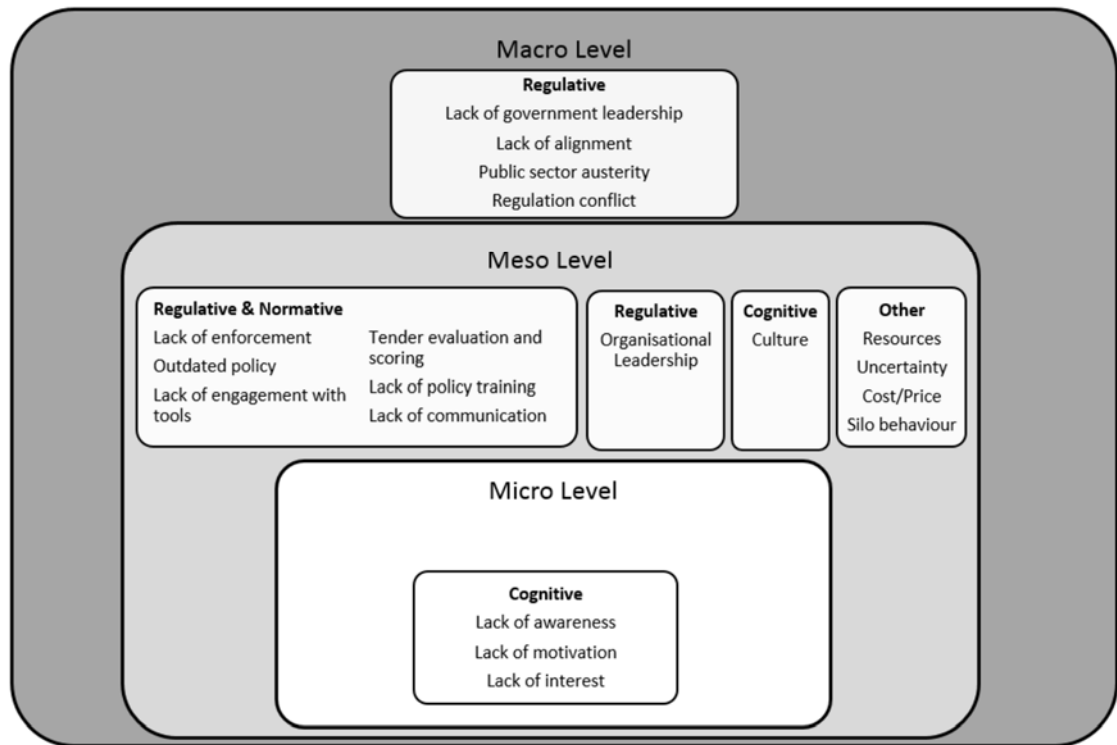 Macro Level
Regulative
Lack of government leadership
Lack of alignment
Public sector austerity
Regulation conflict
Meso Level
Regulative & Normative
Lack of enforcement
Outdated policy
Lack of engagement with
tools
Tender evaluation and
scoring
Lack of policy training
Lack of communication
Regulative
Organisational
Leadership
Cognitive
Culture
Other
Resources
Uncertainty
Cost/Price
Silo behaviour
Micro Level
Cognitive
Lack of awareness
Lack of motivation
Lack of interest